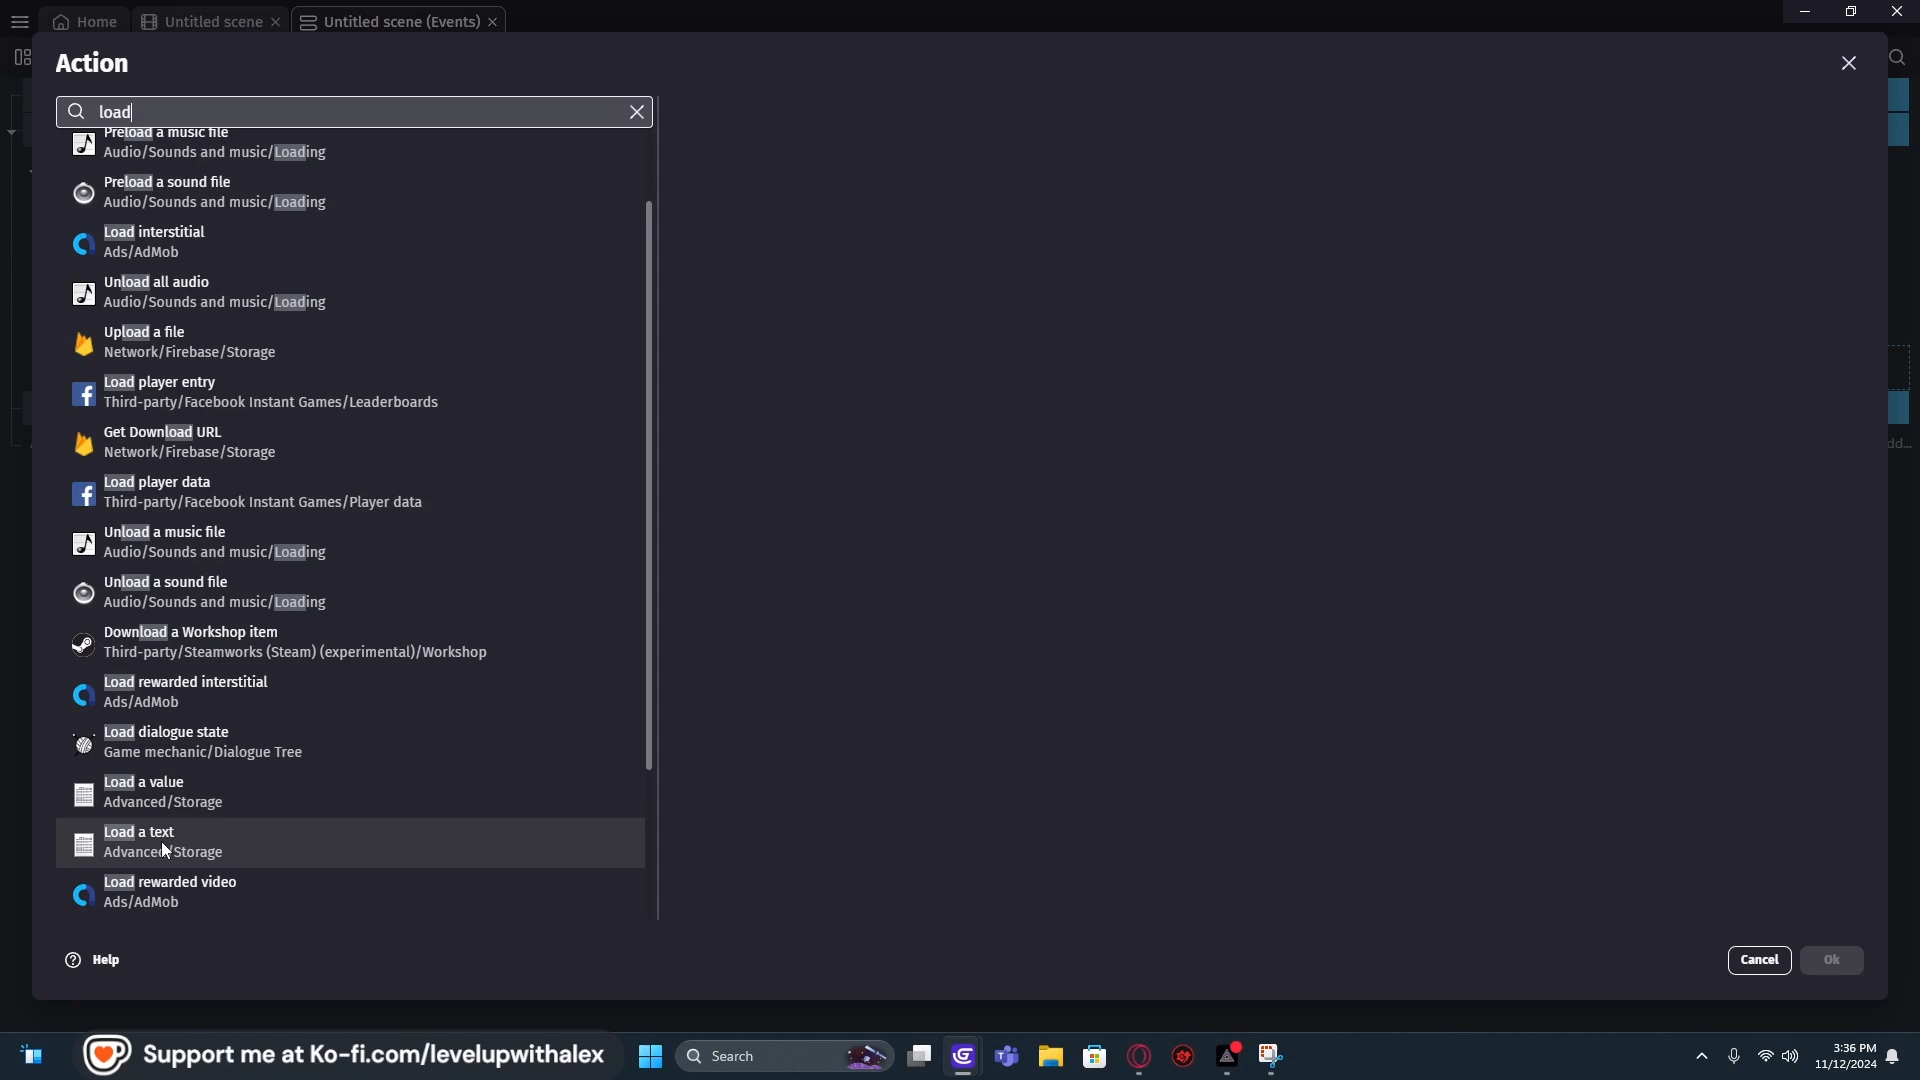 Home
Untitled scene
Untitled scene (Events)
Action
load
Preload a music file
Audio/Sounds and music/Loading
Preload a sound file
Audio/Sounds and music/Loading
Load interstitial
Ads/AdMob
Unload all audio
Audio/Sounds and music/Loading
Upload a file
Network/Firebase/Storage
Load player entry
Third-party/Facebook Instant Games/Leaderboards
Get Download URL
Network/Firebase/Storage
Load player data
Third-party/Facebook Instant Games/Player data
Unload a music file
Audio/Sounds and music/Loading
Unload a sound file
Audio/Sounds and music/Loading
Download a Workshop item
Third-party/Steamworks (Steam) (experimental)/Workshop
Load rewarded interstitial
Ads/AdMob
Load dialogue state
Game mechanic/Dialogue Tree
Load a value
Advanced/Storage
Load a text
Advanced/Storage
Load rewarded video
Ads/AdMob
dd...
Help
Cancel
Ok
Support me at Ko-fi.com/levelupwithalex
Search
3:36 PM
11/12/2024